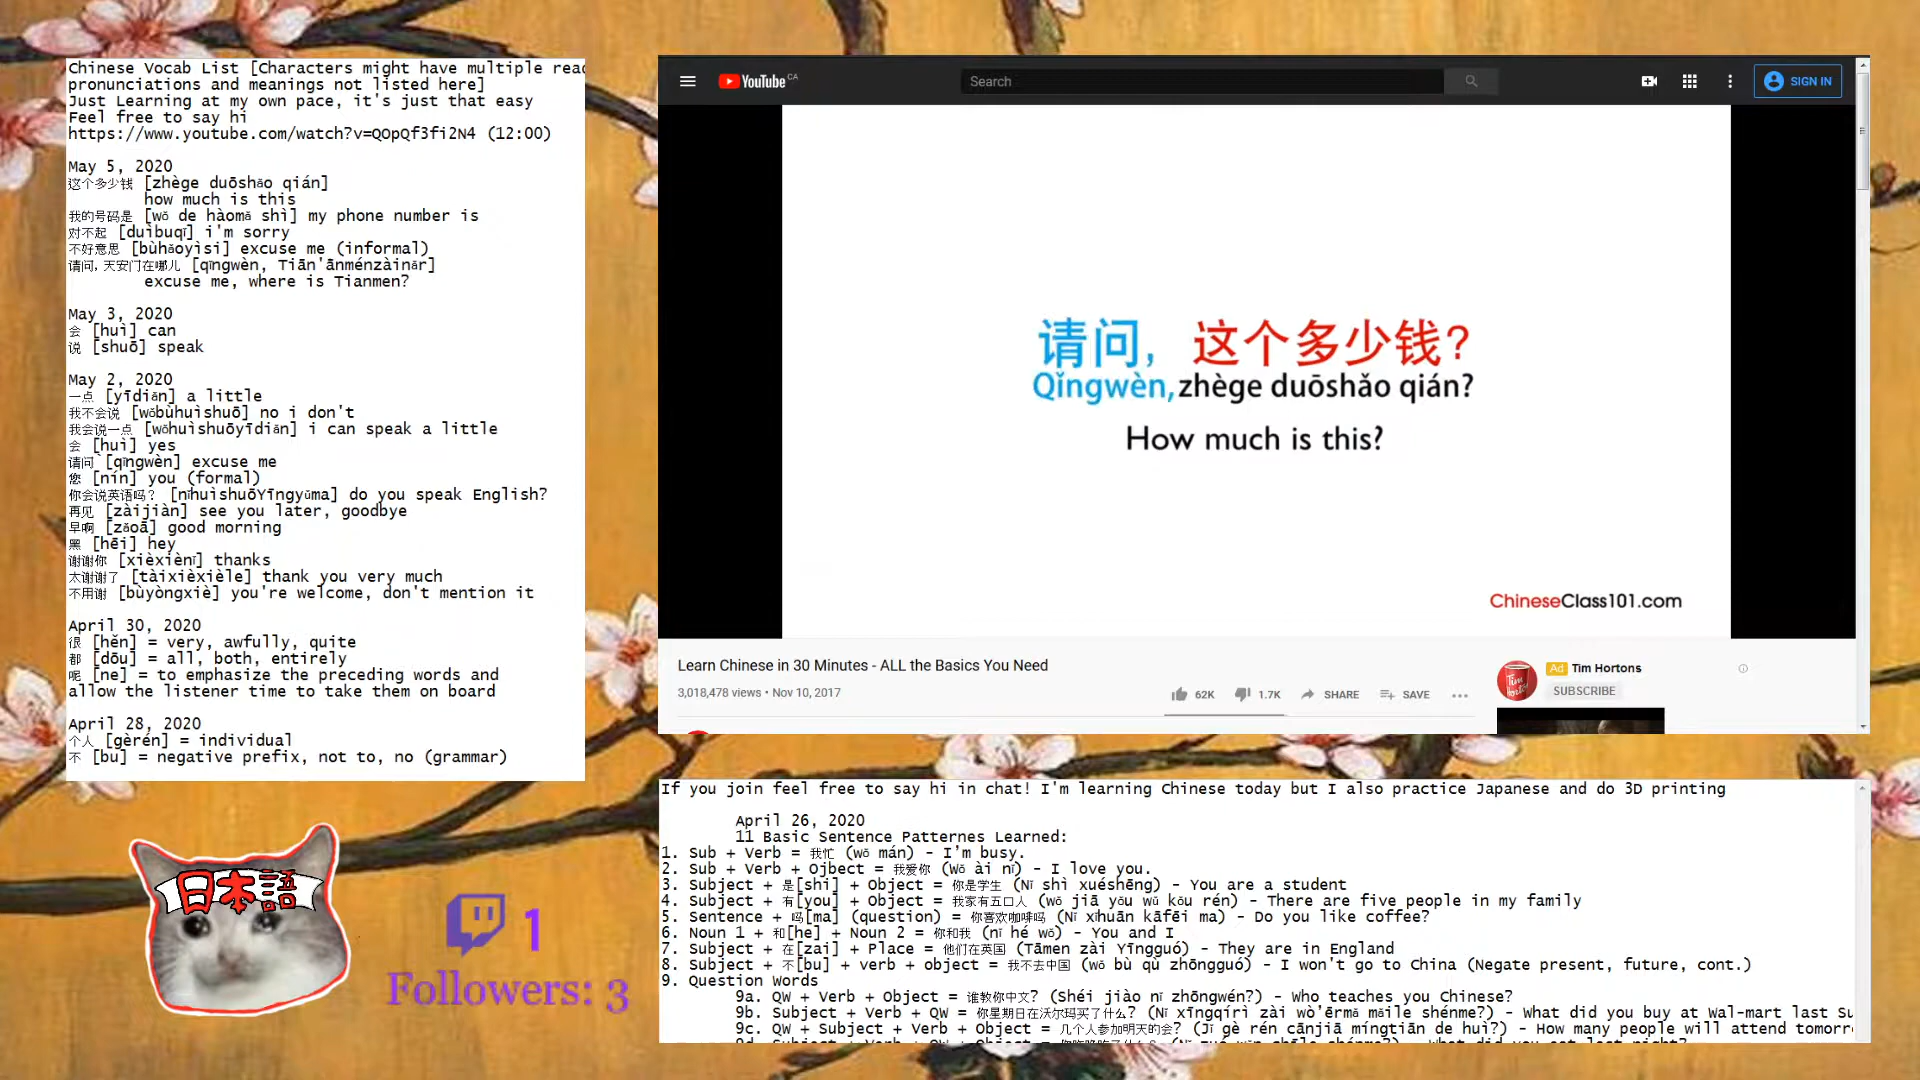 Chinese Vocab List [Characters might have multiple read
pronunciations and meanings not listed here]
Just Learning at my own pace, it's just that easy
Feel free to say hi
https://www.youtube.com/watch?v=QOpQf3fi2N4 (12:00)
May 5, 2020
这个多少钱 [zhège duōshǎo qián]
how much is this
我的号码是 [wǒ de hàomǎ shì] my phone number is
对不起 [duìbuqǐ] i'm sorry
不好意思 [bùhǎoyìsi] excuse me (informal)
请问，天安门在哪儿 [qǐngwèn, Tiān'ānménzàinǎr]
excuse me, where is Tianmen?
May 3, 2020
会 [huì] can
说 [shuō] speak
May 2, 2020
一点 [yīdiǎn] a little
我不会说 [wǒbùhuìshuō] no i don't
我会说一点 [wǒhuìshuōyīdiǎn] i can speak a little
会 [huì] yes
请问` [qǐngwèn] excuse me
您 [nín] you (formal)
你会说英语吗？ [nǐhuìshuōYīngyǔma] do you speak English?
再见 [zàijiàn] see you later, goodbye
早啊 [zǎoā] good morning
黑 [hēi] hey
谢谢你 [xièxiènǐ] thanks
太谢谢了 [tàixièxièle] thank you very much
不用谢 [bùyòngxiè] you're welcome, don't mention it
April 30, 2020
很 [hěn] = very, awfully, quite
都 [dōu] = all, both, entirely
呢 [ne] = to emphasize the preceding words and
allow the listener time to take them on board
April 28, 2020
个人 [gèrén] = individual
不 [bu] = negative prefix, not to, no (grammar)
YouTube CA
Search
SIGN IN
请问，这个多少钱?
Qǐngwèn, zhège duōshǎo qián?
How much is this?
ChineseClass101.com
Learn Chinese in 30 Minutes - ALL the Basics You Need
3,018,478 views • Nov 10, 2017
62K 1.7K SHARE SAVE
Ad Tim Hortons
SUBSCRIBE
If you join feel free to say hi in chat! I'm learning Chinese today but I also practice Japanese and do 3D printing
April 26, 2020
11 Basic Sentence Patternes Learned:
1. Sub + Verb = 我忙 (wǒ mán) - I'm busy.
2. Sub + Verb + Ojbect = 我爱你 (Wǒ ài nǐ) - I love you.
3. Subject + 是[shi] + Object = 你是学生 (Nǐ shì xuéshēng) - You are a student
4. Subject + 有[you] + Object = 我家有五口人 (wǒ jiā yǒu wǔ kǒu rén) - There are five people in my family
5. Sentence + 吗[ma] (question) = 你喜欢咖啡吗 (Nǐ xǐhuān kāfēi ma) - Do you like coffee?
6. Noun 1 + 和[he] + Noun 2 = 你和我 (nǐ hé wǒ) - You and I
7. Subject + 在[zai] + Place = 他们在英国 (Tāmen zài Yīngguó) - They are in England
8. Subject + 不[bu] + verb + object = 我不去中国 (wǒ bù qù zhōngguó) - I won't go to China (Negate present, future, cont.)
9. Question Words
9a. QW + Verb + Object = 谁教你中文? (Shéi jiào nǐ zhōngwén?) - Who teaches you Chinese?
9b. Subject + Verb + QW = 你星期日在沃尔玛买了什么? (Nǐ xīngqírì zài wò'ērmǎ mǎile shénme?) - What did you buy at Wal-mart last Su
9c. QW + Subject + Verb + Object = 几个人参加明天的会? (Jǐ gè rén cānjiā míngtiān de huì?) - How many people will attend tomorr
日本語
1
Followers: 3